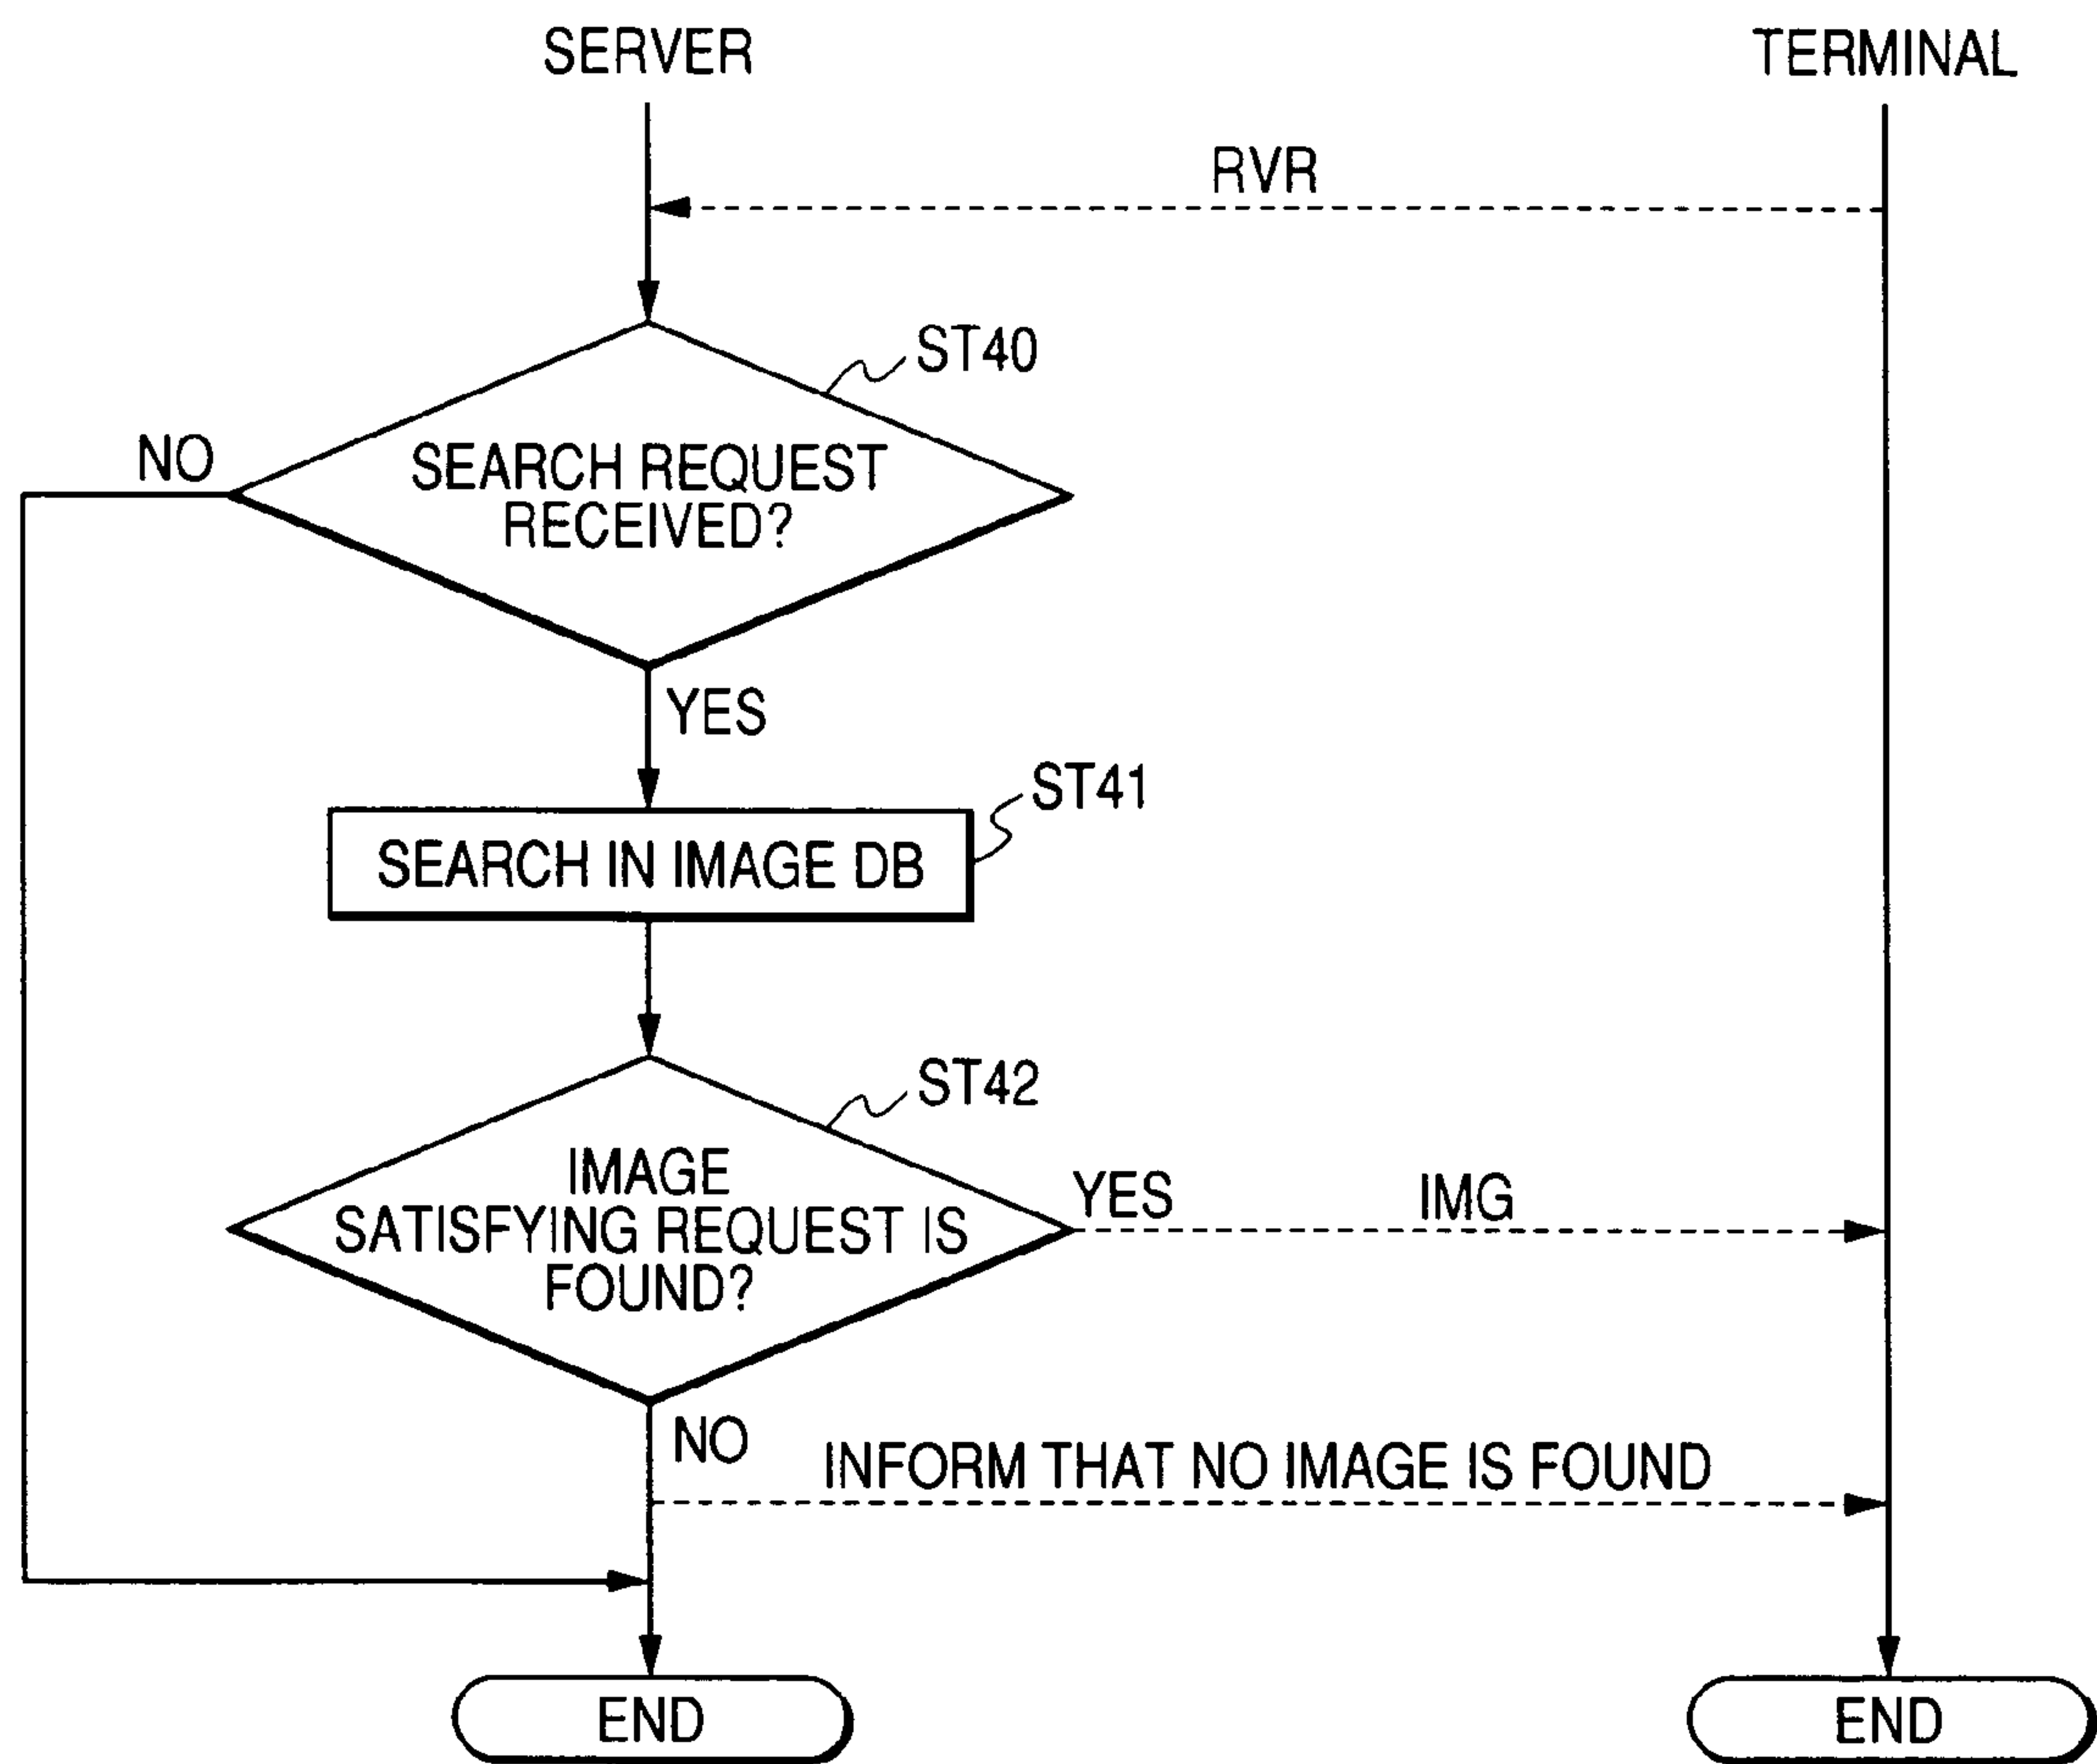 SERVER
TERMINAL
RVR
ST40
NO
SEARCH REQUEST
RECEIVED?
YES
ST41
SEARCH IN IMAGE DB
ST42
IMAGE
SATISFYING REQUEST IS
FOUND?
YES
IMG
NO
INFORM THAT NO IMAGE IS FOUND
END
END